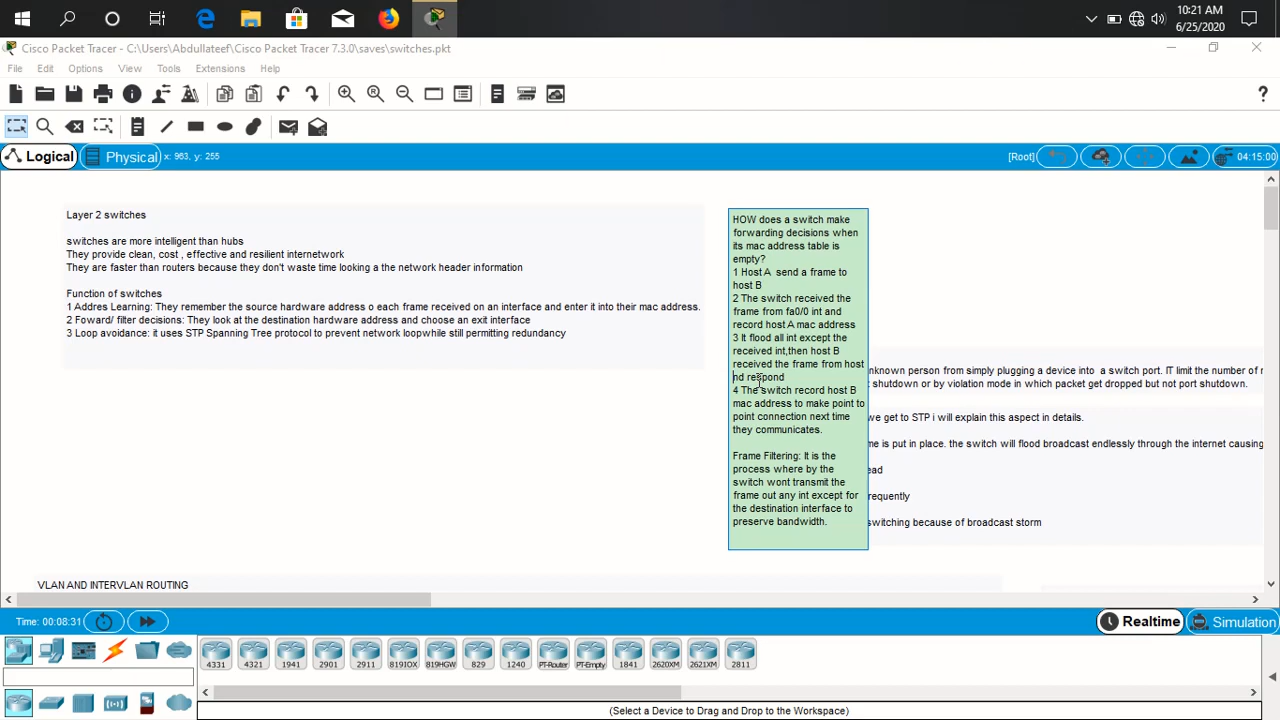 10:21 AM
6/25/2020
Cisco Packet Tracer - C:\Users\Abdullateef\Cisco Packet Tracer 7.3.0\saves\switches.pkt
File Edit Options View Tools Extensions Help
Logical Physical x: 963, y: 255 [Root] 04:15:00
Layer 2 switches
switches are more intelligent than hubs
They provide clean, cost , effective and resilient internetwork
They are faster than routers because they don't waste time looking a the network header information
Function of switches
1 Addres Learning: They remember the source hardware address o each frame received on an interface and enter it into their mac address.
2 Foward/ filter decisions: They look at the destination hardware address and choose an exit interface
3 Loop avoidance: it uses STP Spanning Tree protocol to prevent network loopwhile still permitting redundancy
HOW does a switch make
forwarding decisions when
its mac address table is
empty?
1 Host A send a frame to
host B
2 The switch received the
frame from fa0/0 int and
record host A mac address
3 It flood all int except the
received int,then host B
received the frame from host
nd respond
4 The switch record host B
mac address to make point to
point connection next time
they communicates.
Frame Filtering: It is the
process where by the
switch wont transmit the
frame out any int except for
the destination interface to
preserve bandwidth.
nknown person from simply plugging a device into a switch port. IT limit the number of r
shutdown or by violation mode in which packet get dropped but not port shutdown.
we get to STP i will explain this aspect in details.
ne is put in place. the switch will flood broadcast endlessly through the internet causing
ead
requently
switching because of broadcast storm
VLAN AND INTERVLAN ROUTING
Time: 00:08:31 Realtime Simulation
4331 4321 1941 2901 2911 819IOX 819HGW 829 1240 PT-Router PT-Empty 1841 2620XM 2621XM 2811
(Select a Device to Drag and Drop to the Workspace)